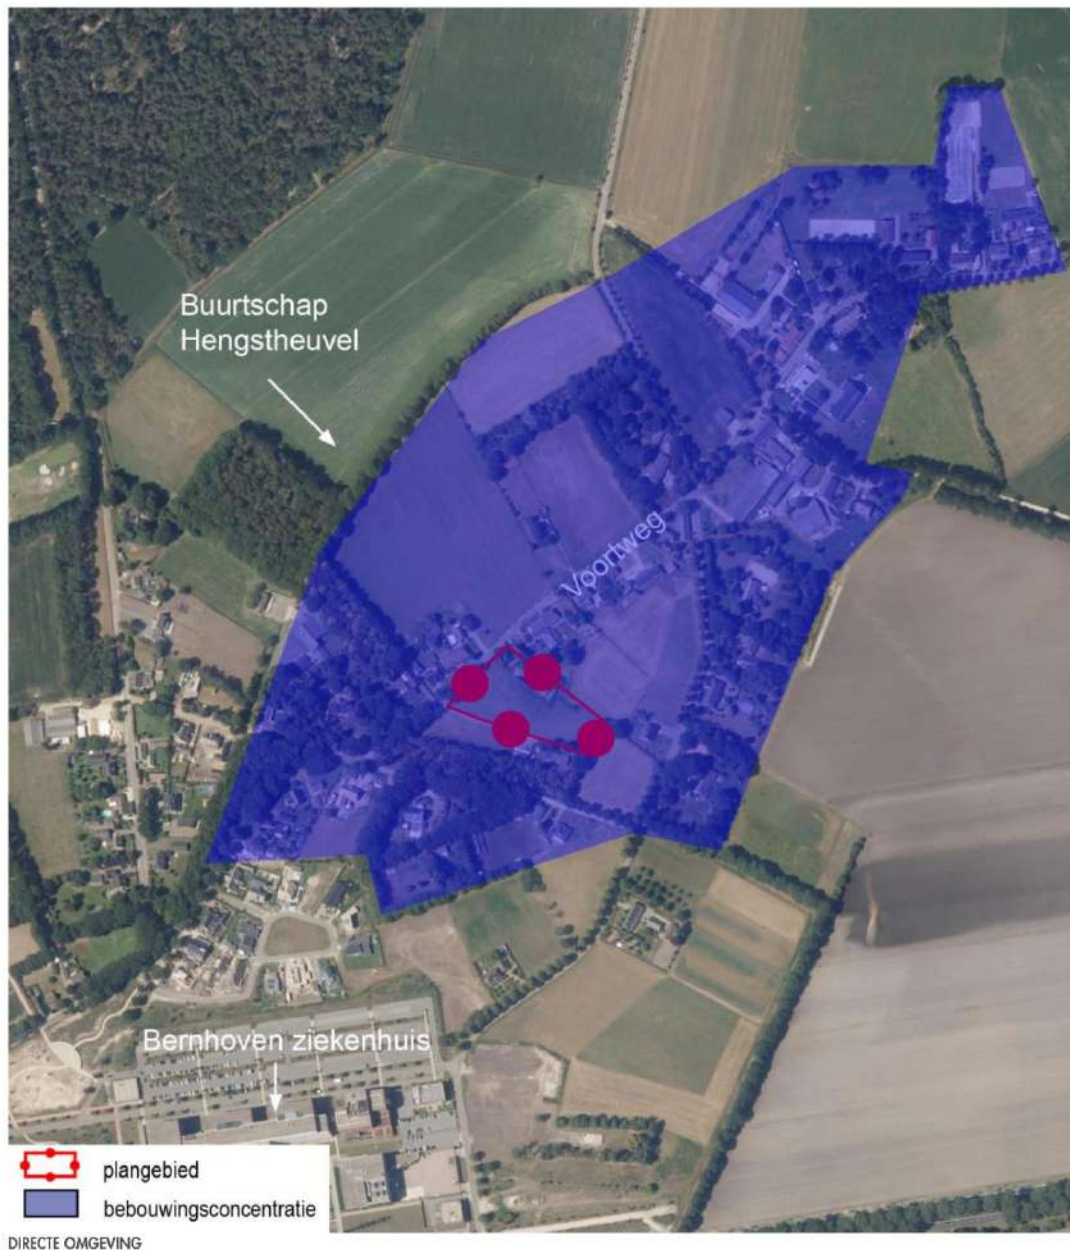 Buurtschap
Hengstheuvel
Voortweg
Bernhoven ziekenhuis
plangebied
bebouwingsconcentratie
DIRECTE OMGEVING